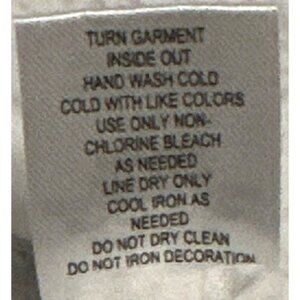 TURN GARMENT
INSIDE OUT
HAND WASH COLD
COLD WITH LIKE COLORS
USE ONLY NON-
CHLORINE BLEACH
AS NEEDED
LINE DRY ONLY
COOL IRON AS
NEEDED
DO NOT DRY CLEAN
DO NOT IRON DECORATION